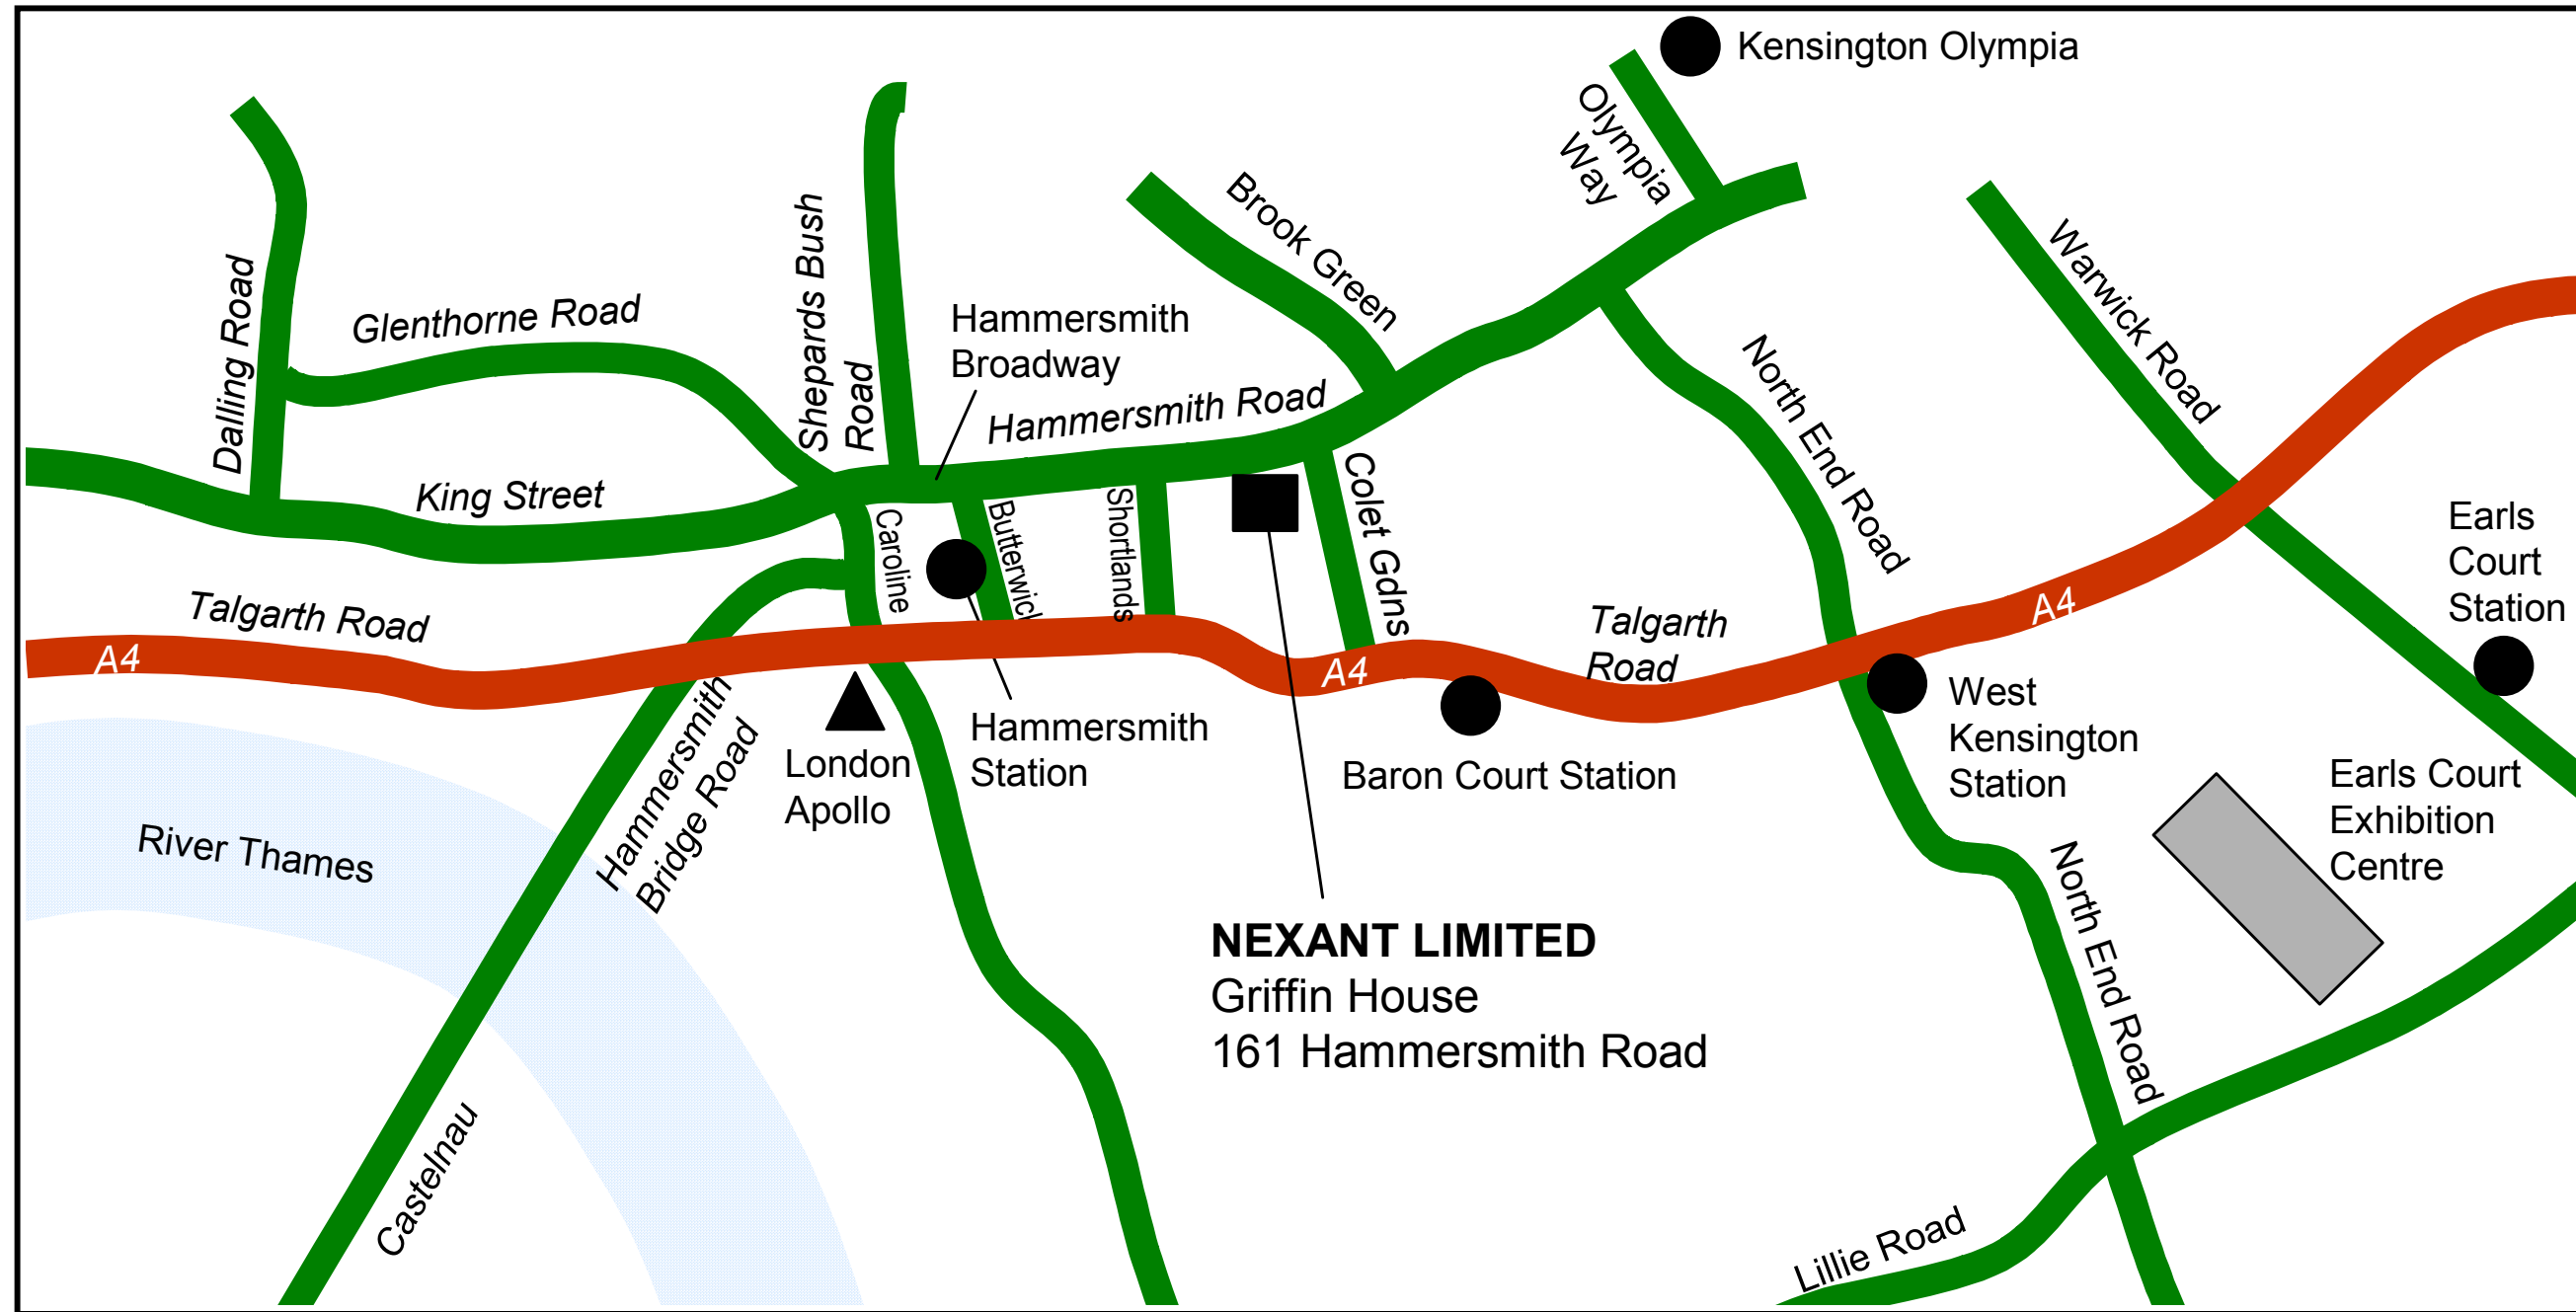 Kensington Olympia
Olympia
Way
Brook Green
Warwick Road
Sheppards Bush
Road
Dalling Road
Glenthorne Road
Hammersmith
Broadway
Hammersmith Road
North End Road
King Street
Caroline
Butterwick
Shortlands
Colet Gdns
Earls
Court
Station
Talgarth Road
A4
A4
Talgarth
Road
A4
Hammersmith
Bridge Road
London
Apollo
Hammersmith
Station
Baron Court Station
West
Kensington
Station
Earls Court
Exhibition
Centre
River Thames
NEXANT LIMITED
Griffin House
161 Hammersmith Road
North End Road
Castelnau
Lillie Road